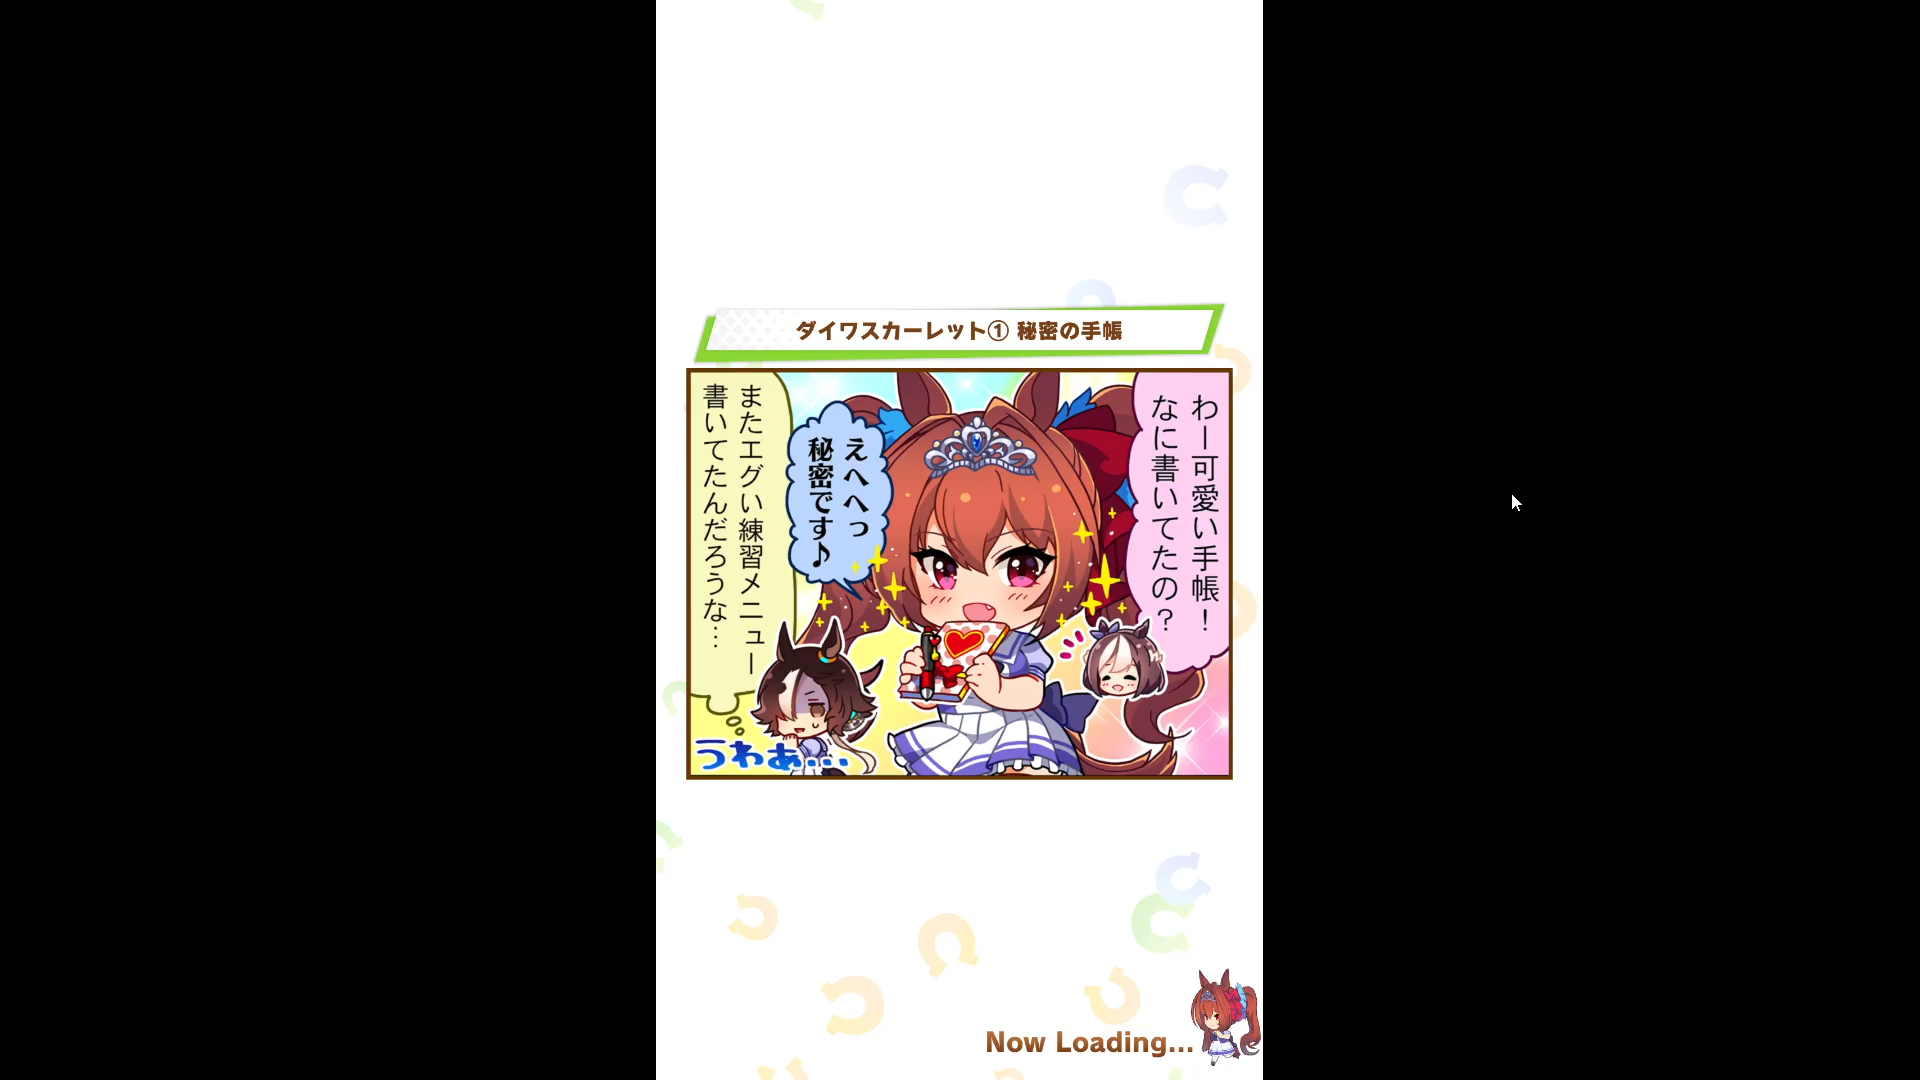 ダイワスカーレット① 秘密の手帳
わー可愛い手帳！
なに書いてたの？
えへへっ
秘密です♪
またエグい練習メニュー
書いてたんだろうな…
うわぁ…
Now Loading...